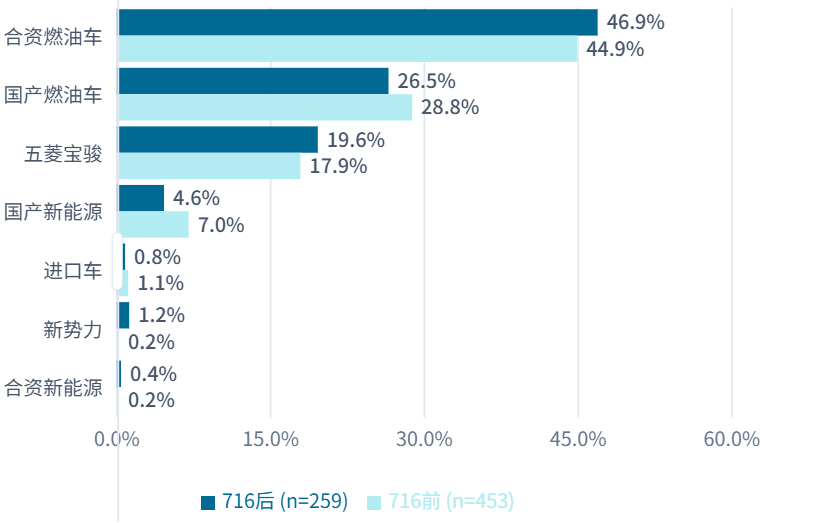 合资燃油车
46.9%
44.9%
国产燃油车
26.5%
28.8%
五菱宝骏
19.6%
17.9%
国产新能源
4.6%
7.0%
进口车
0.8%
1.1%
新势力
1.2%
0.2%
合资新能源
0.4%
0.2%
0.0% 15.0% 30.0% 45.0% 60.0%
716后 (n=259) 716前 (n=453)